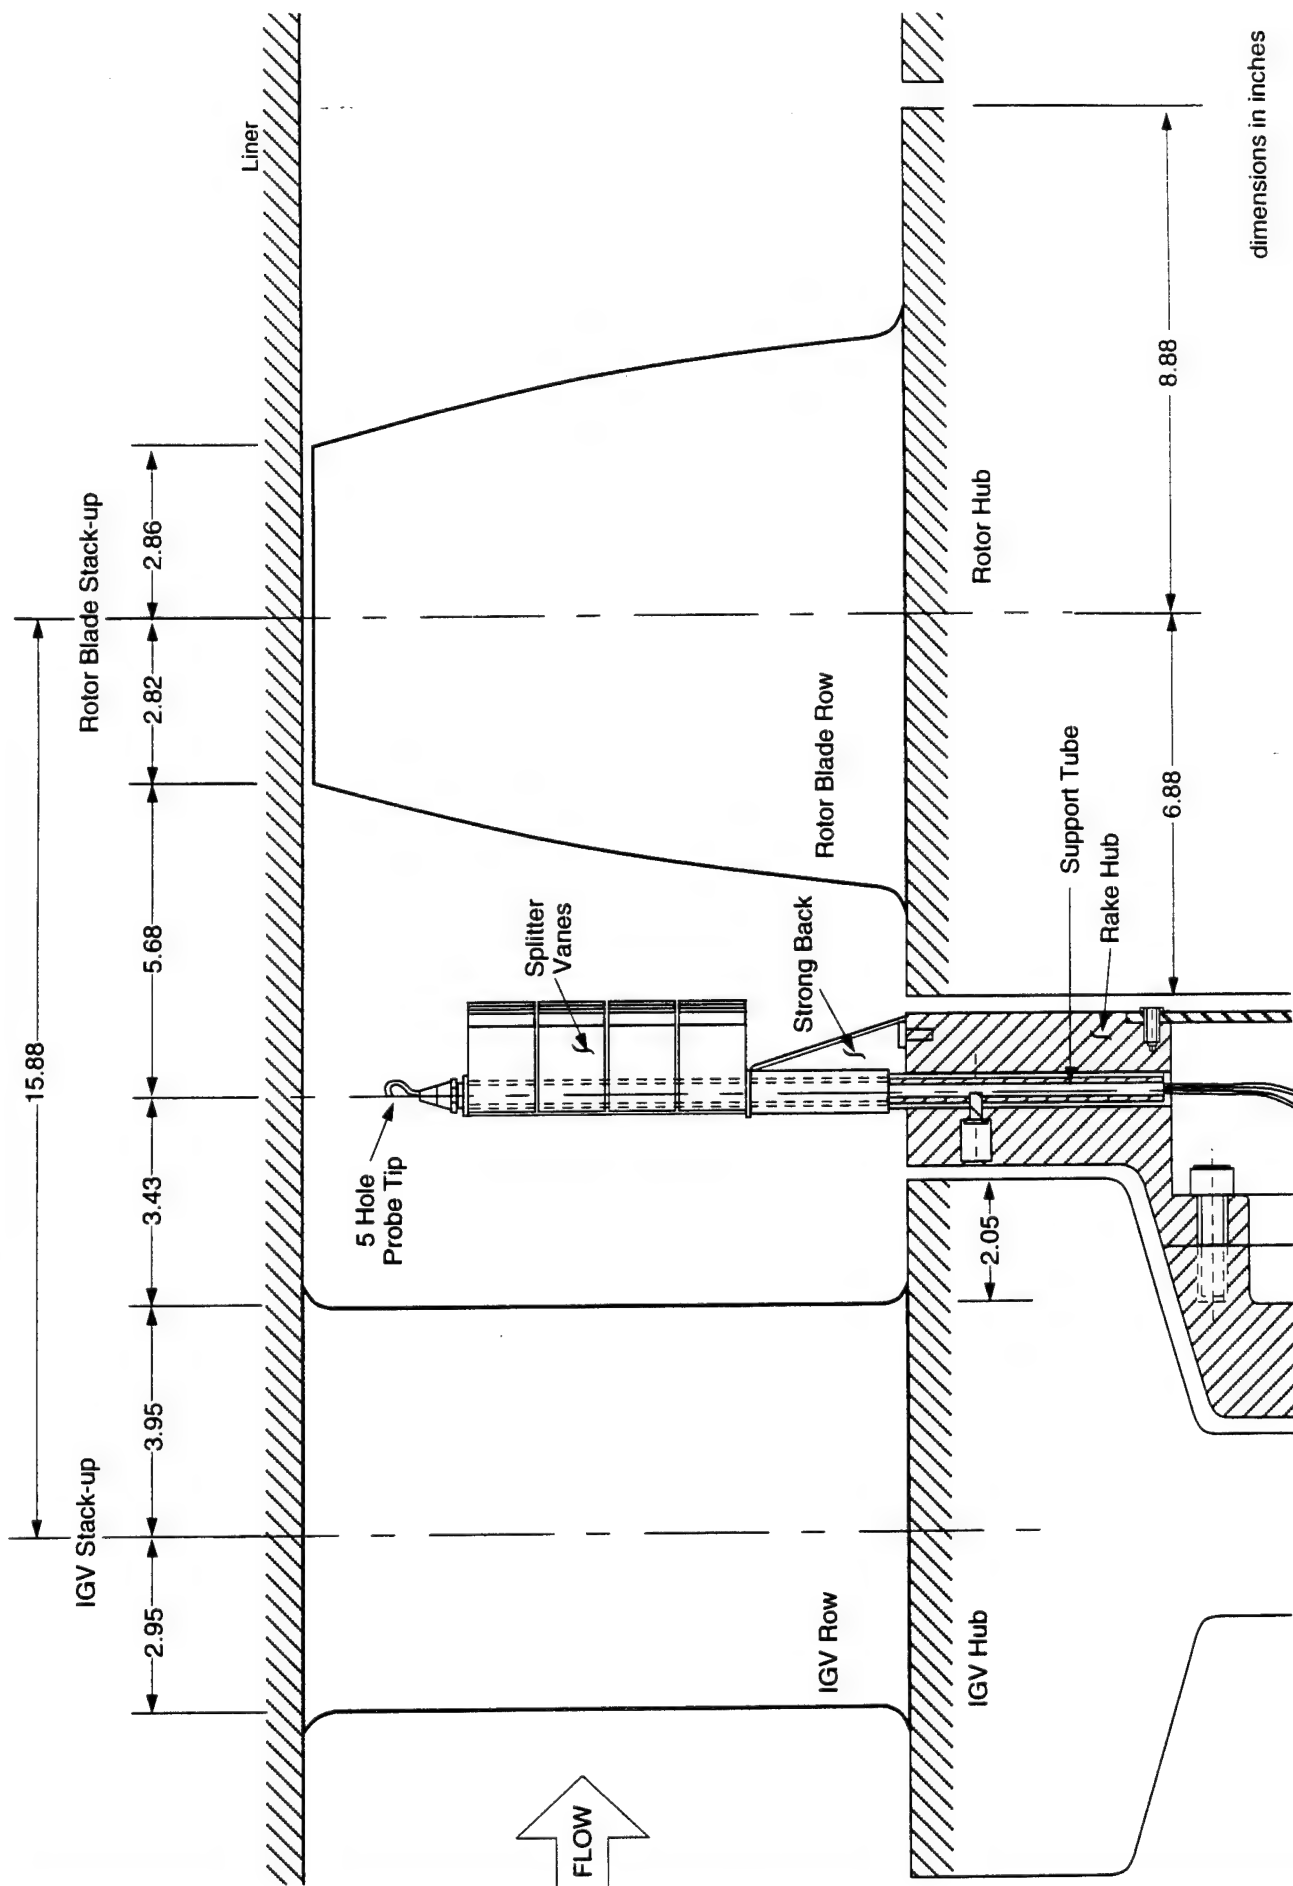 15.88
IGV Stack-up
Rotor Blade Stack-up
2.95
3.95
3.43
5.68
2.82
2.86
Liner
5 Hole
Probe Tip
Splitter
Vanes
FLOW
IGV Row
Strong Back
Rotor Blade Row
IGV Hub
2.05
Rotor Hub
Support Tube
Rake Hub
6.88
8.88
dimensions in inches